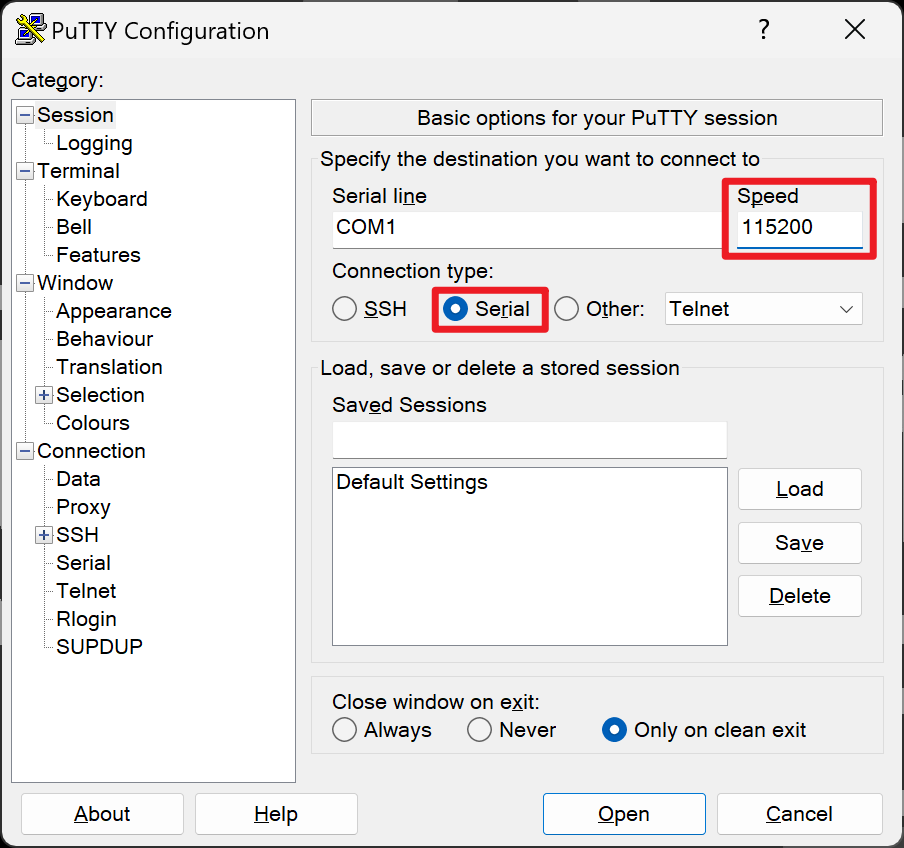 PuTTY Configuration
?
Category:
Session
Logging
Terminal
Keyboard
Bell
Features
Window
Appearance
Behaviour
Translation
Selection
Colours
Connection
Data
Proxy
SSH
Serial
Telnet
Rlogin
SUPDUP
Basic options for your PuTTY session
Specify the destination you want to connect to
Serial line Speed
COM1 115200
Connection type:
SSH Serial Other: Telnet
Load, save or delete a stored session
Saved Sessions
Default Settings
Load
Save
Delete
Close window on exit:
Always Never Only on clean exit
About Help Open Cancel